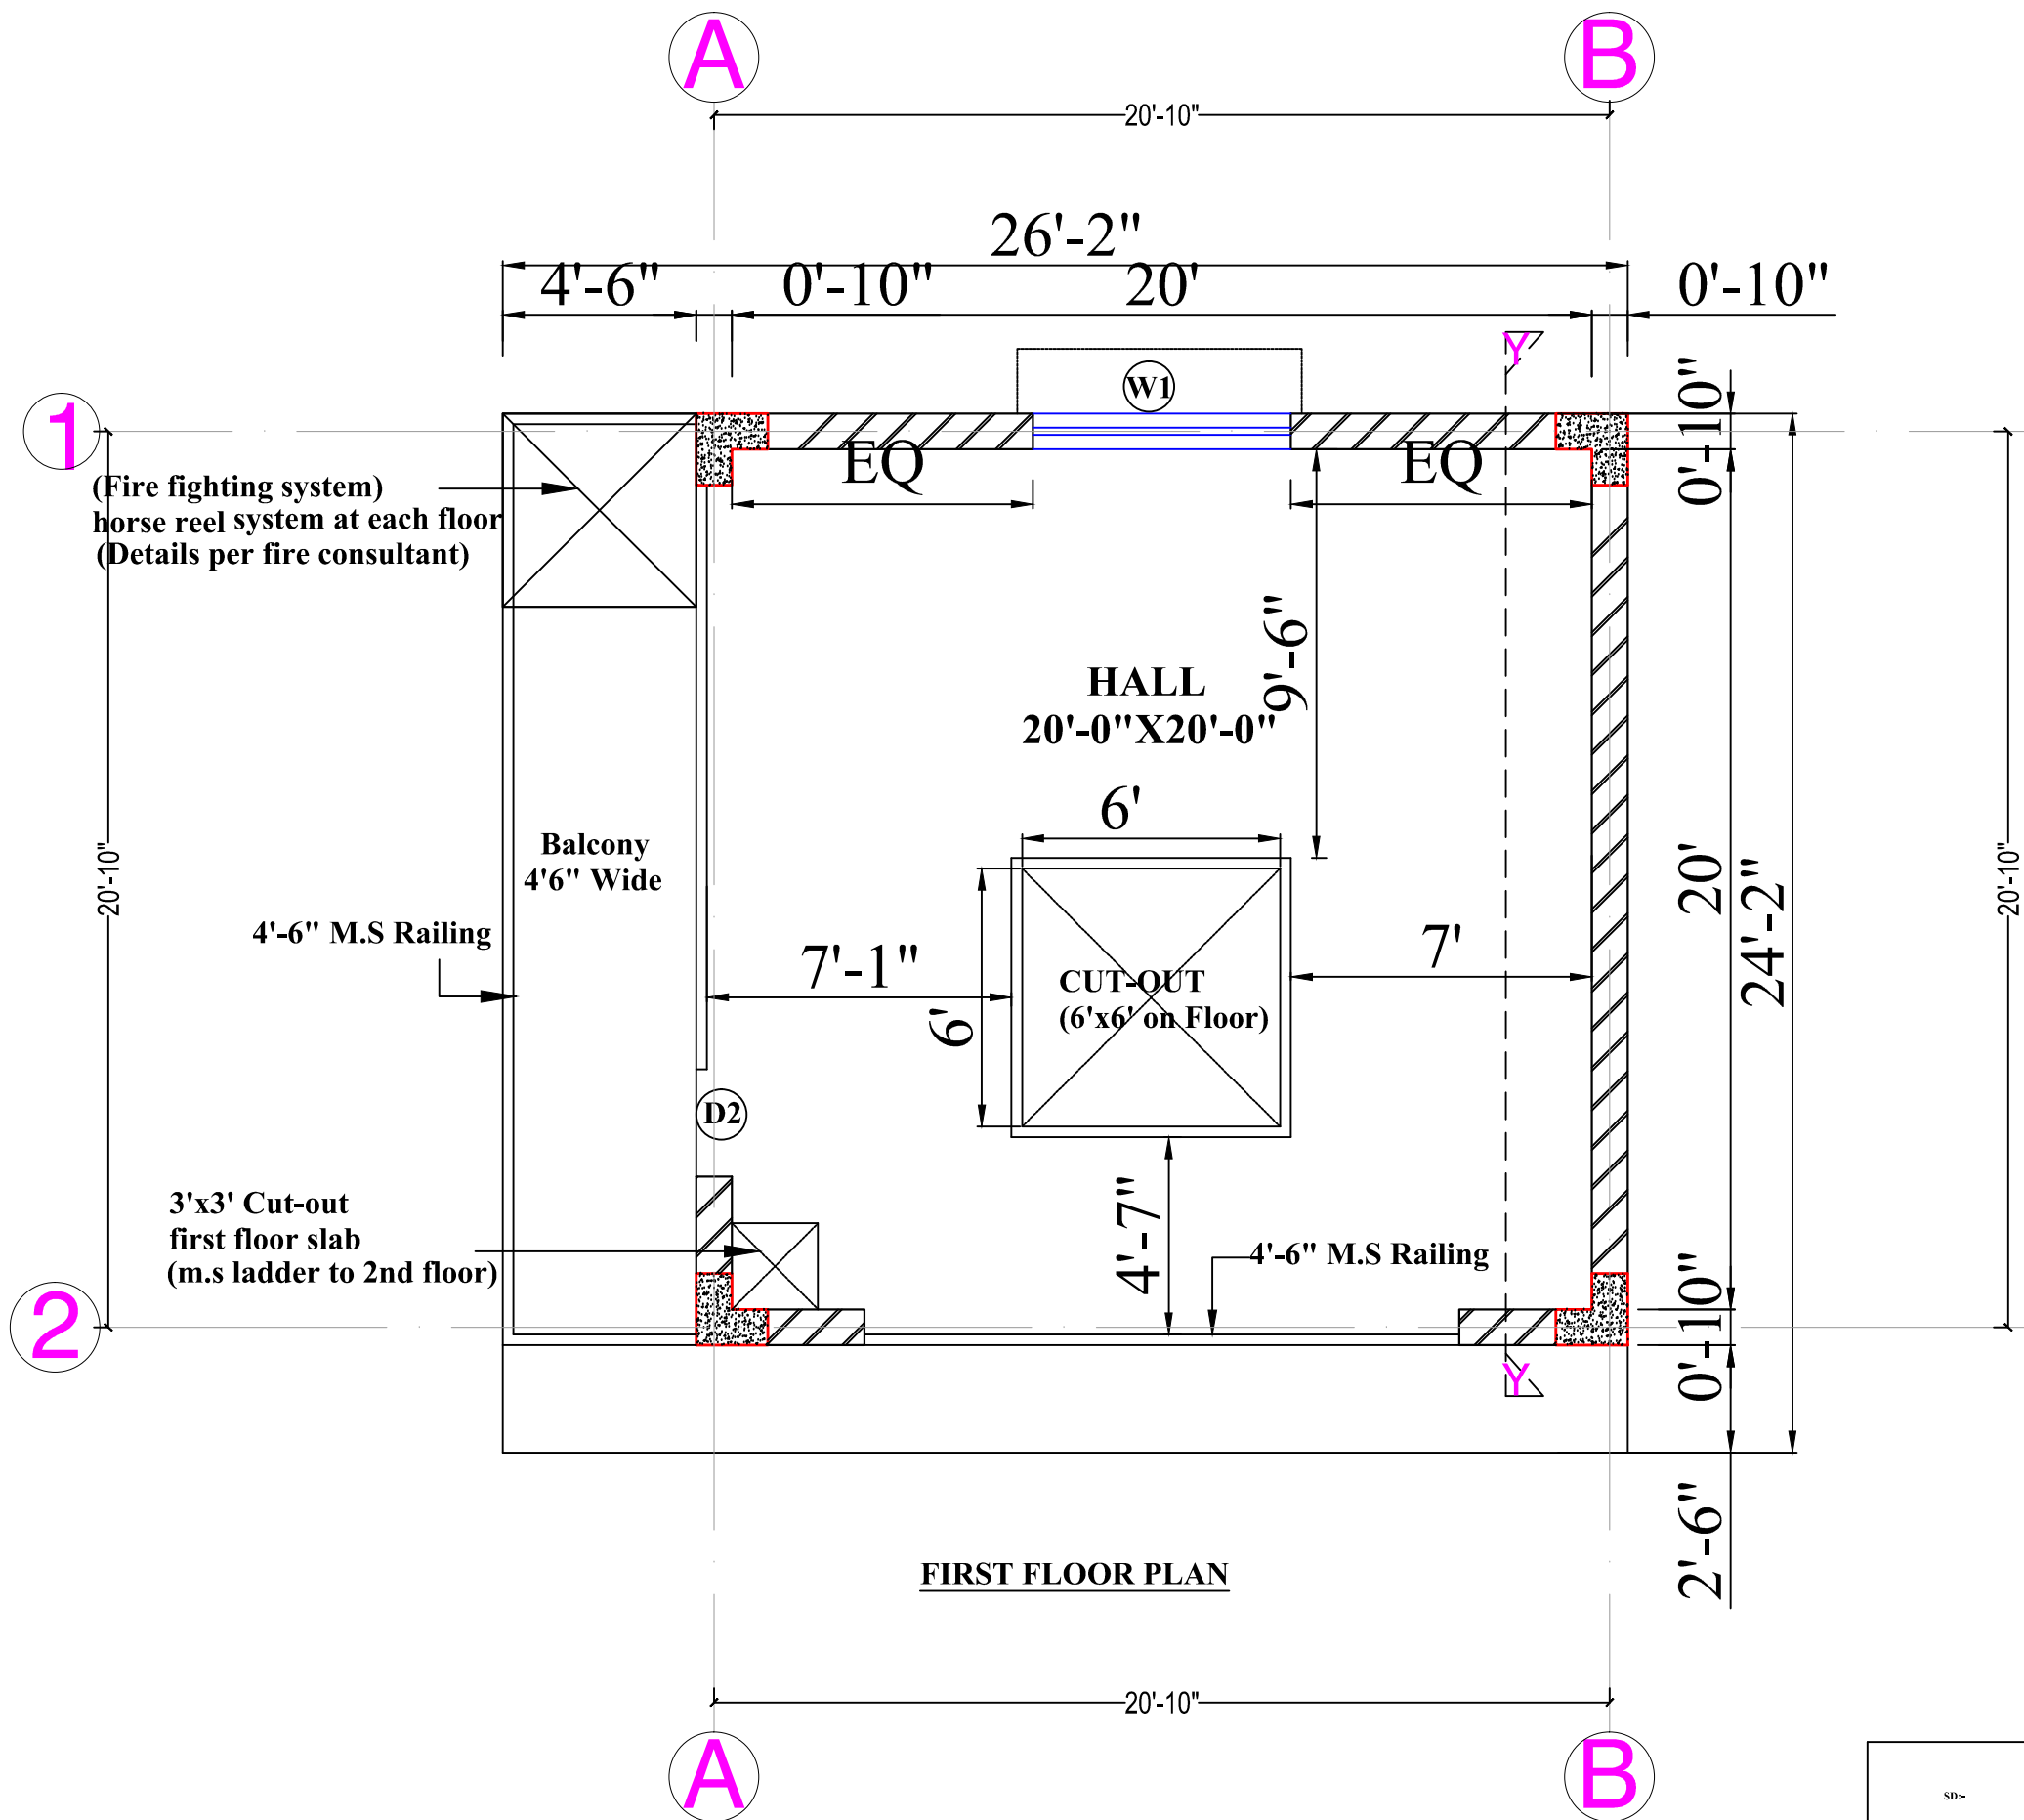 A
B
20'-10"
26'-2"
4'-6"
0'-10"
20'
0'-10"
Y
W1
0'-10"
1
EQ
EQ
(Fire fighting system)
horse reel system at each floor
(Details per fire consultant)
9'-6"
HALL
20'-0"X20'-0"
6'
Balcony
4'6" Wide
20'-10"
20'
24'-2"
20'-10"
4'-6" M.S Railing
7'-1"
7'
6'
CUT-OUT
(6'x6' on Floor)
D2
3'x3' Cut-out
first floor slab
(m.s ladder to 2nd floor)
4'-7"
4'-6" M.S Railing
0'-10"
2
Y
2'-6"
FIRST FLOOR PLAN
20'-10"
A
B
SD:-